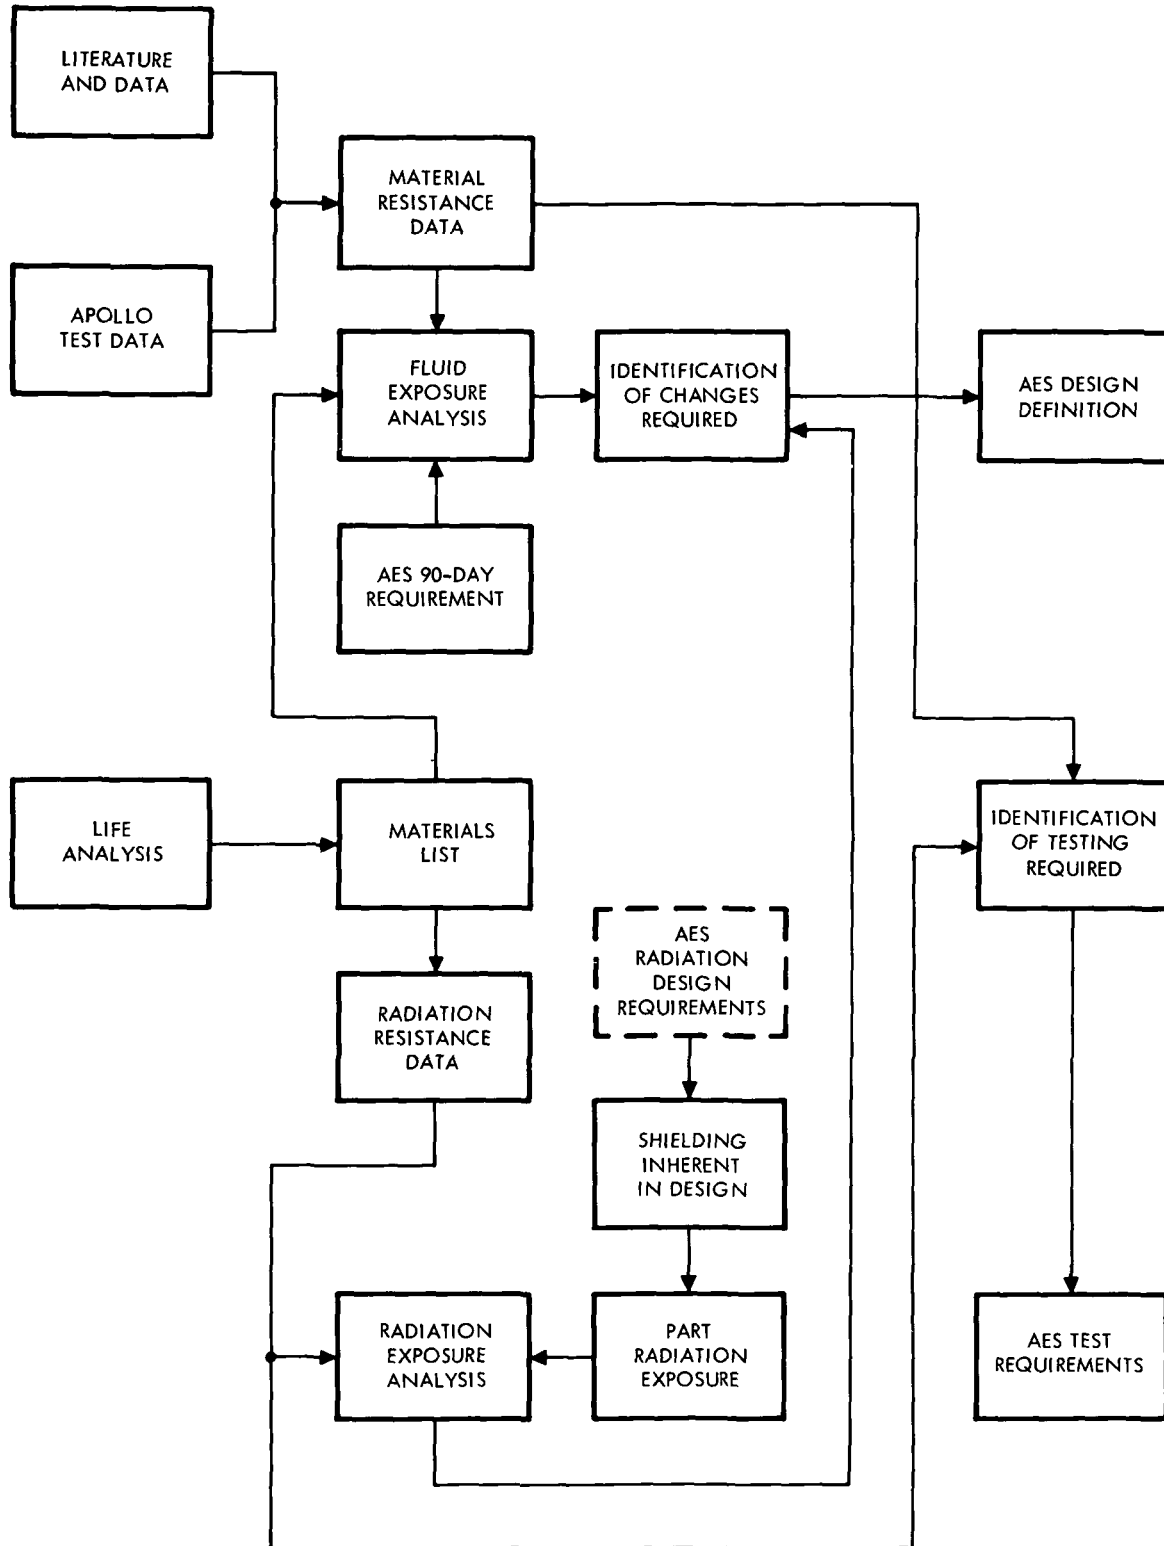 LITERATURE
AND DATA
MATERIAL
RESISTANCE
DATA
APOLLO
TEST DATA
FLUID
EXPOSURE
ANALYSIS
IDENTIFICATION
OF CHANGES
REQUIRED
AES DESIGN
DEFINITION
AES 90-DAY
REQUIREMENT
LIFE
ANALYSIS
MATERIALS
LIST
IDENTIFICATION
OF TESTING
REQUIRED
AES
RADIATION
DESIGN
REQUIREMENTS
RADIATION
RESISTANCE
DATA
SHIELDING
INHERENT
IN DESIGN
RADIATION
EXPOSURE
ANALYSIS
PART
RADIATION
EXPOSURE
AES TEST
REQUIREMENTS